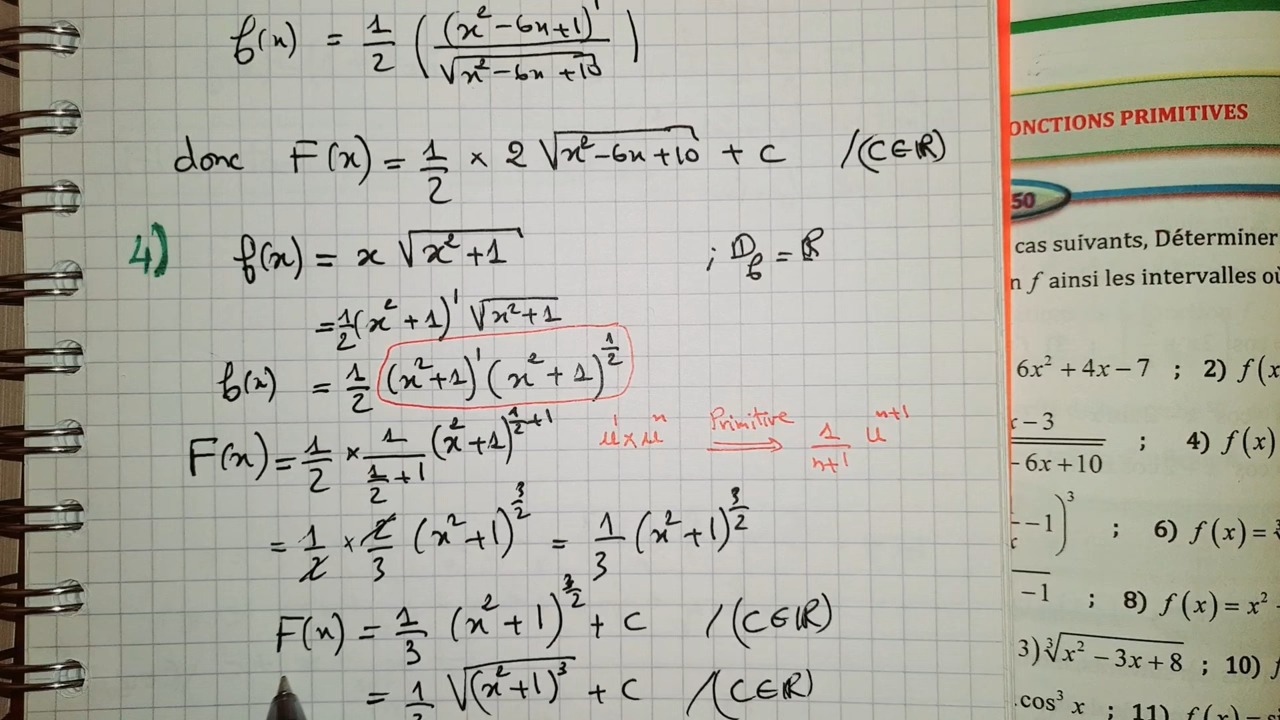 f(x) = 1/2 ( (x²-6x+1)' / √(x²-6x+10) )
donc F(x) = 1/2 × 2 √(x²-6x+10) + C /(C∈ℝ)
4) f(x) = x √(x²+1) ; D_f = ℝ
= 1/2 (x²+1)' √(x²+1)
f(x) = 1/2 (x²+1)' (x²+1)^(1/2)
F(x) = 1/2 × 1/(1/2+1) (x²+1)^(1/2+1)
u' × uⁿ Primitive → 1/(n+1) u^(n+1)
= 1/2 × 2/3 (x²+1)^(3/2) = 1/3 (x²+1)^(3/2)
F(x) = 1/3 (x²+1)^(3/2) + C /(C∈ℝ)
= 1/3 √((x²+1)³) + C /(C∈ℝ)
ONCTIONS PRIMITIVES
50
cas suivants, Déterminer
n f ainsi les intervalles où
6x² + 4x - 7 ; 2) f(x
- 3 ; 4) f(x)
- 6x + 10
- 1)³ ; 6) f(x) =
-1 ; 8) f(x) = x²
3) ∛(x² - 3x + 8) ; 10)
cos³ x ; 11) f(x)